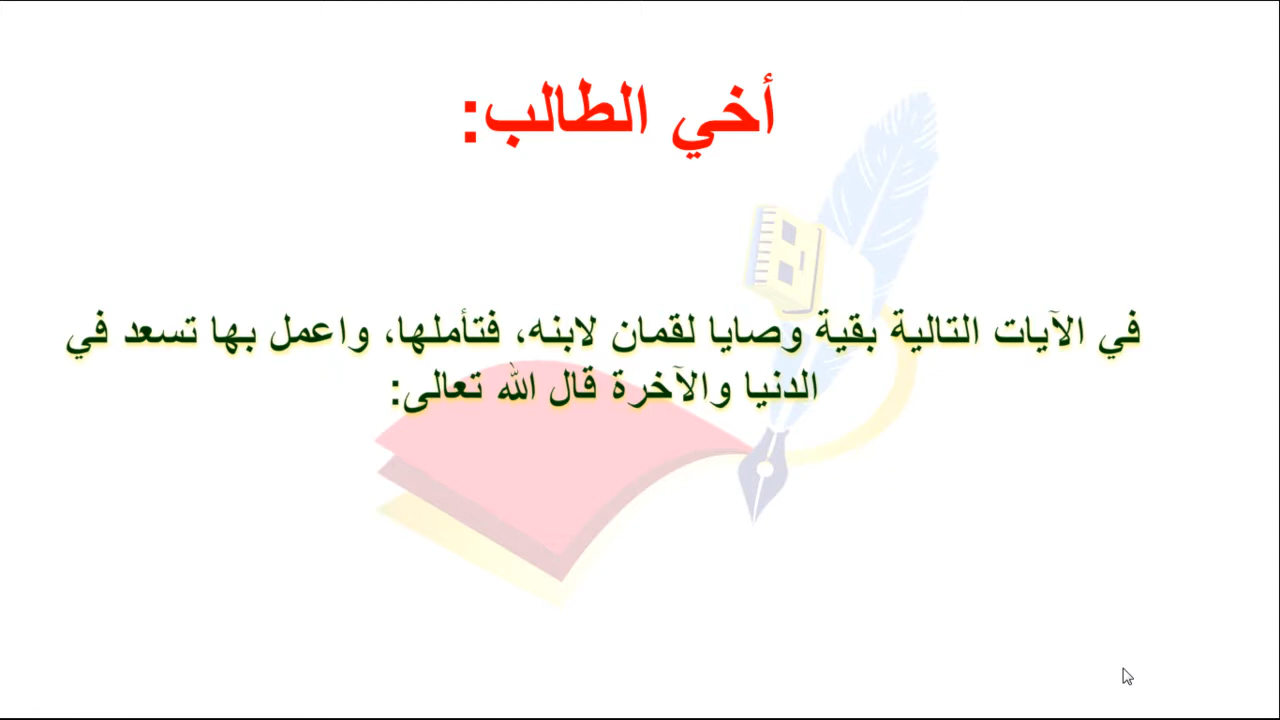 أخي الطالب:
في الآيات التالية بقية وصايا لقمان لابنه، فتأملها، واعمل بها تسعد في
الدنيا والآخرة قال الله تعالى: